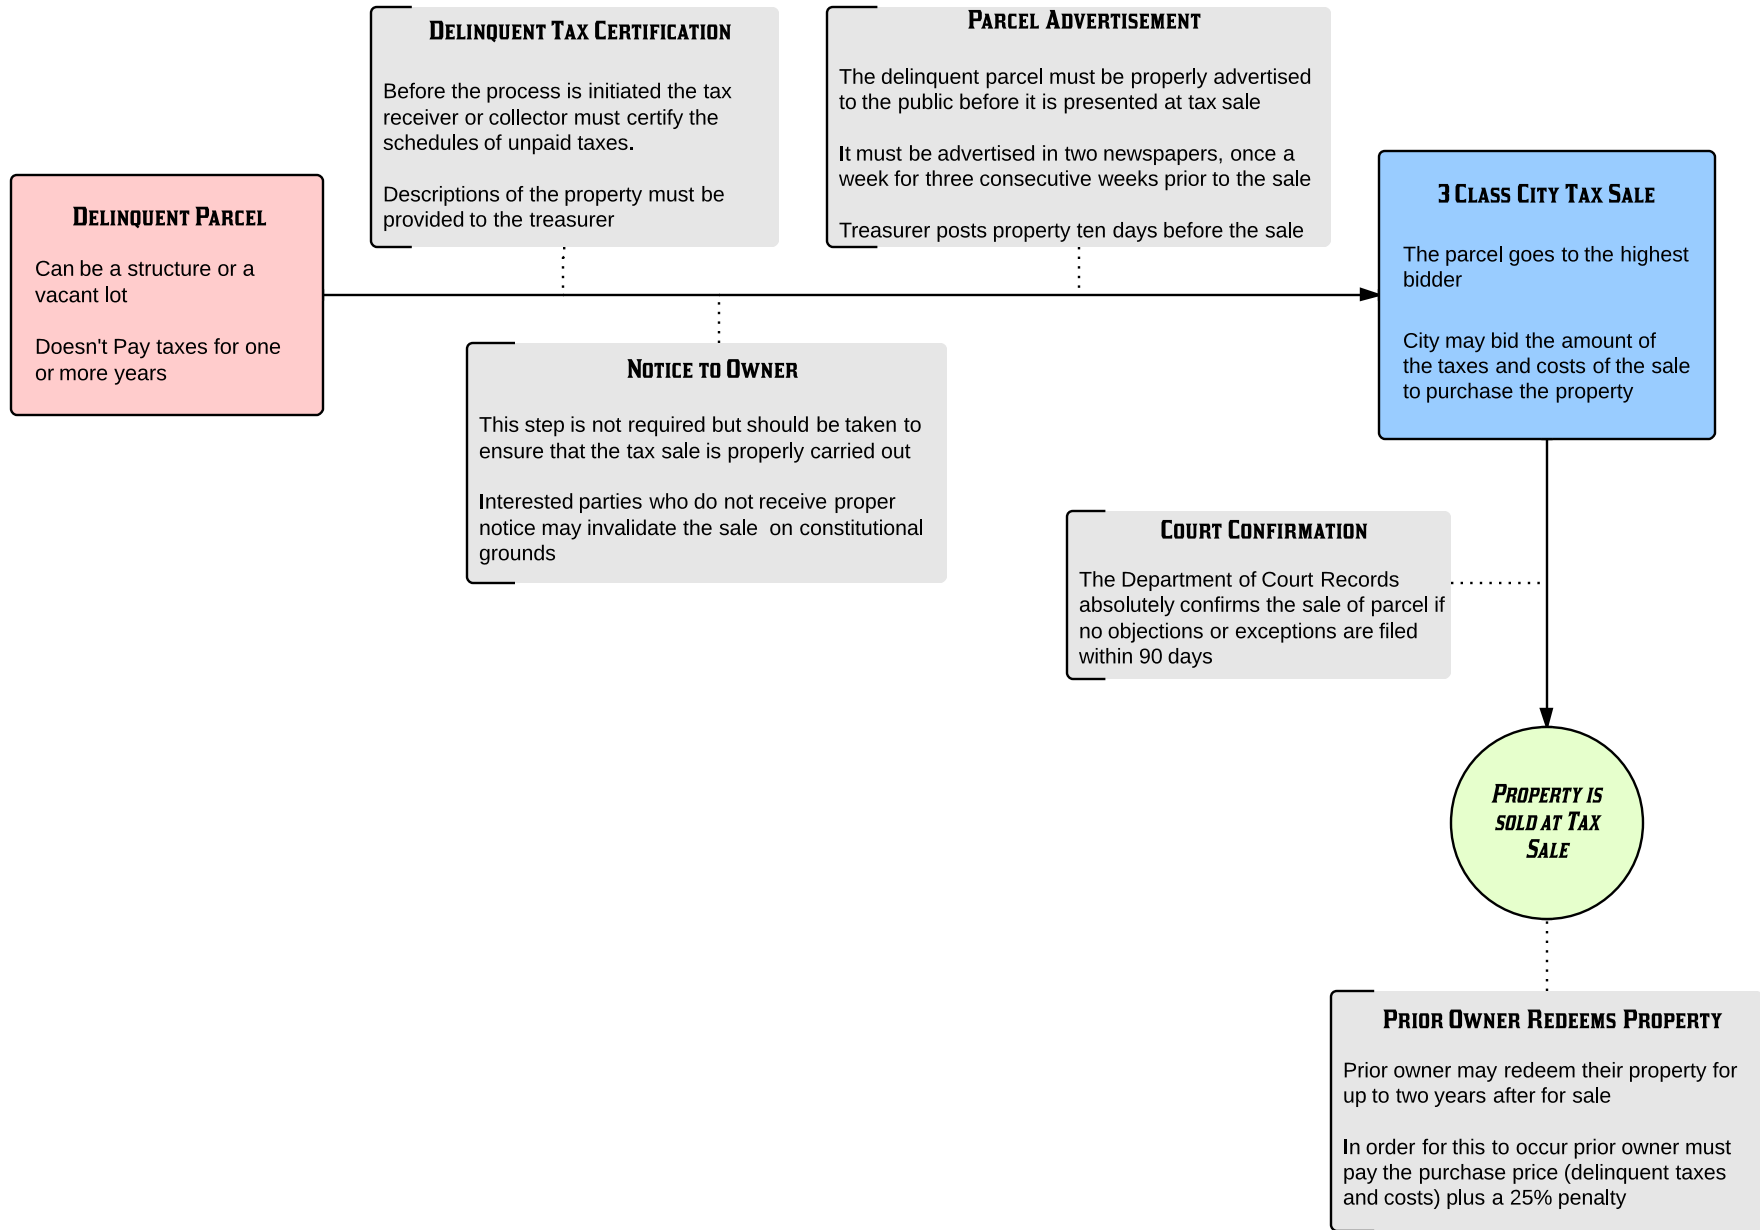 DELINQUENT PARCEL
Can be a structure or a
vacant lot
Doesn't Pay taxes for one
or more years
DELINQUENT TAX CERTIFICATION
Before the process is initiated the tax
receiver or collector must certify the
schedules of unpaid taxes.
Descriptions of the property must be
provided to the treasurer
NOTICE TO OWNER
This step is not required but should be taken to
ensure that the tax sale is properly carried out
Interested parties who do not receive proper
notice may invalidate the sale on constitutional
grounds
PARCEL ADVERTISEMENT
The delinquent parcel must be properly advertised
to the public before it is presented at tax sale
It must be advertised in two newspapers, once a
week for three consecutive weeks prior to the sale
Treasurer posts property ten days before the sale
3 CLASS CITY TAX SALE
The parcel goes to the highest
bidder
City may bid the amount of
the taxes and costs of the sale
to purchase the property
COURT CONFIRMATION
The Department of Court Records
absolutely confirms the sale of parcel if
no objections or exceptions are filed
within 90 days
PROPERTY IS
SOLD AT TAX
SALE
PRIOR OWNER REDEEMS PROPERTY
Prior owner may redeem their property for
up to two years after for sale
In order for this to occur prior owner must
pay the purchase price (delinquent taxes
and costs) plus a 25% penalty